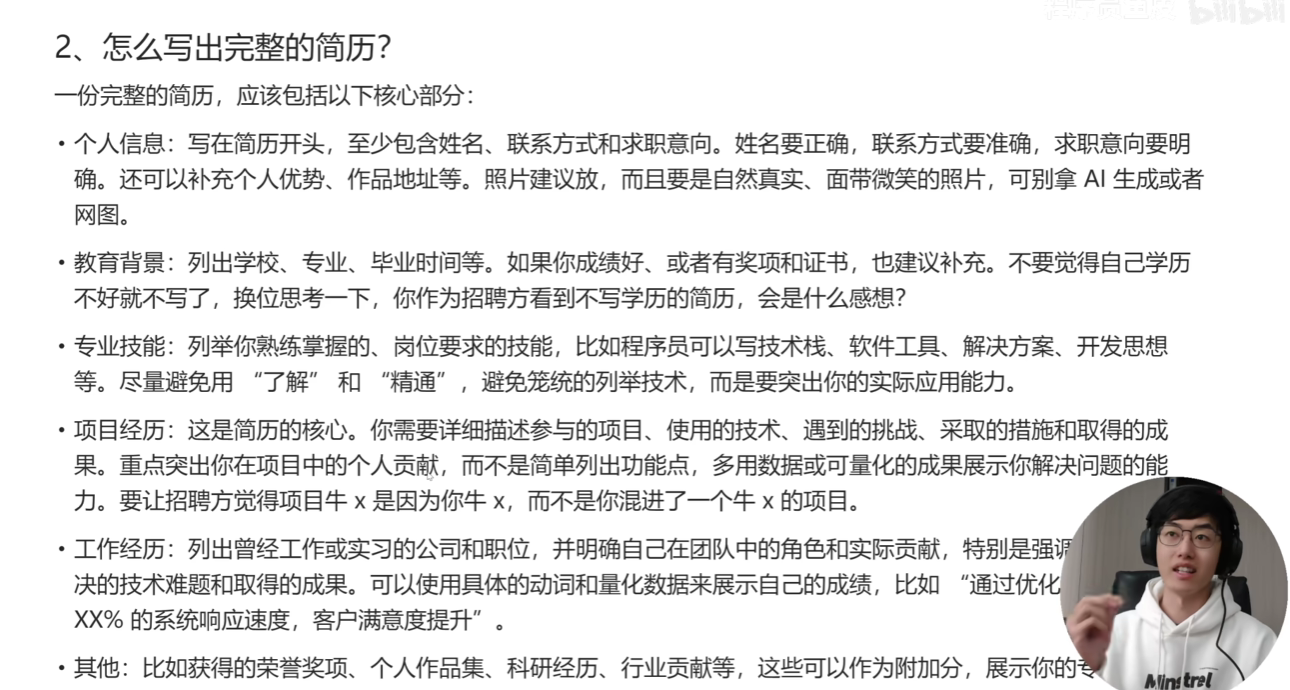 bilibili
2、怎么写出完整的简历？
一份完整的简历，应该包括以下核心部分：
• 个人信息：写在简历开头，至少包含姓名、联系方式和求职意向。姓名要正确，联系方式要准确，求职意向要明
确。还可以补充个人优势、作品地址等。照片建议放，而且要是自然真实、面带微笑的照片，可别拿 AI 生成或者
网图。
• 教育背景：列出学校、专业、毕业时间等。如果你成绩好、或者有奖项和证书，也建议补充。不要觉得自己学历
不好就不写了，换位思考一下，你作为招聘方看到不写学历的简历，会是什么感想？
• 专业技能：列举你熟练掌握的、岗位要求的技能，比如程序员可以写技术栈、软件工具、解决方案、开发思想
等。尽量避免用 “了解” 和 “精通” ，避免笼统的列举技术，而是要突出你的实际应用能力。
• 项目经历：这是简历的核心。你需要详细描述参与的项目、使用的技术、遇到的挑战、采取的措施和取得的成
果。重点突出你在项目中的个人贡献，而不是简单列出功能点，多用数据或可量化的成果展示你解决问题的能
力。要让招聘方觉得项目牛 x 是因为你牛 x，而不是你混进了一个牛 x 的项目。
• 工作经历：列出曾经工作或实习的公司和职位，并明确自己在团队中的角色和实际贡献，特别是强调
决的技术难题和取得的成果。可以使用具体的动词和量化数据来展示自己的成绩，比如 “通过优化
XX% 的系统响应速度，客户满意度提升” 。
• 其他：比如获得的荣誉奖项、个人作品集、科研经历、行业贡献等，这些可以作为附加分，展示你的专
Minstrel